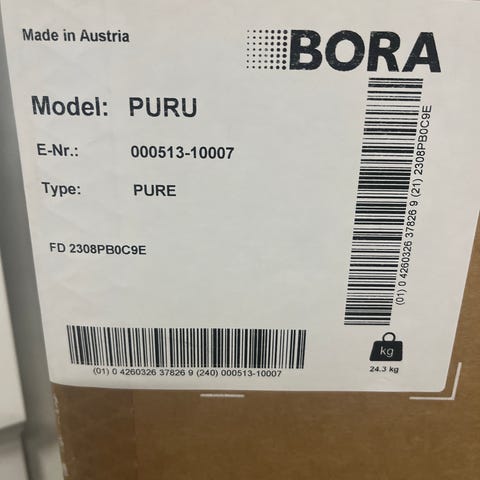 Made in Austria
BORA
Model: PURU
E-Nr.: 000513-10007
Type: PURE
FD 2308PB0C9E
(01) 0 4260326 37826 9 (21) 2308PB0C9E
(01) 0 4260326 37826 9 (240) 000513-10007
kg
24.3 kg